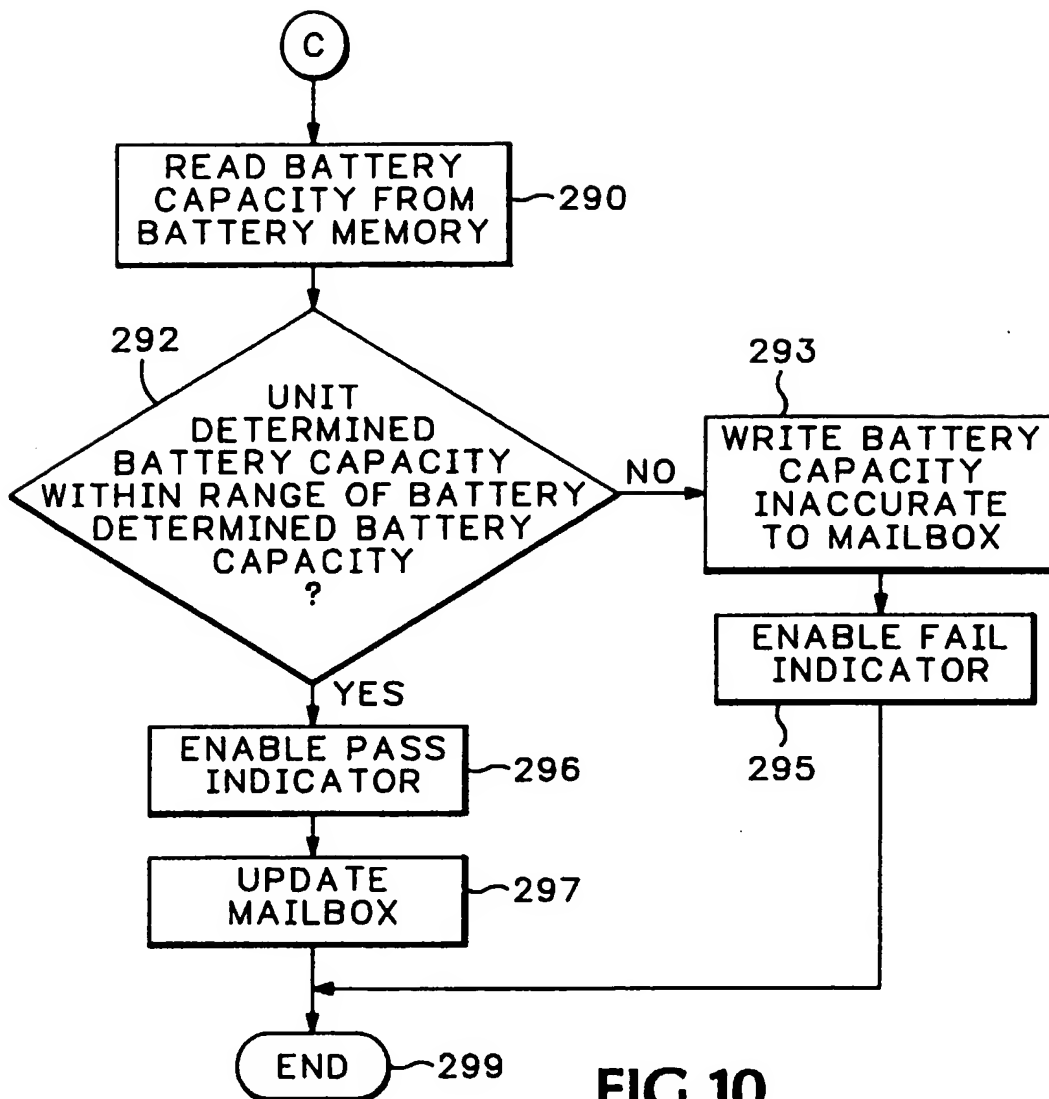 C
READ BATTERY
CAPACITY FROM
BATTERY MEMORY
290
292
UNIT
DETERMINED
BATTERY CAPACITY
WITHIN RANGE OF BATTERY
DETERMINED BATTERY
CAPACITY
?
NO
293
WRITE BATTERY
CAPACITY
INACCURATE
TO MAILBOX
ENABLE FAIL
INDICATOR
295
YES
ENABLE PASS
INDICATOR
296
UPDATE
MAILBOX
297
END
299
FIG.10